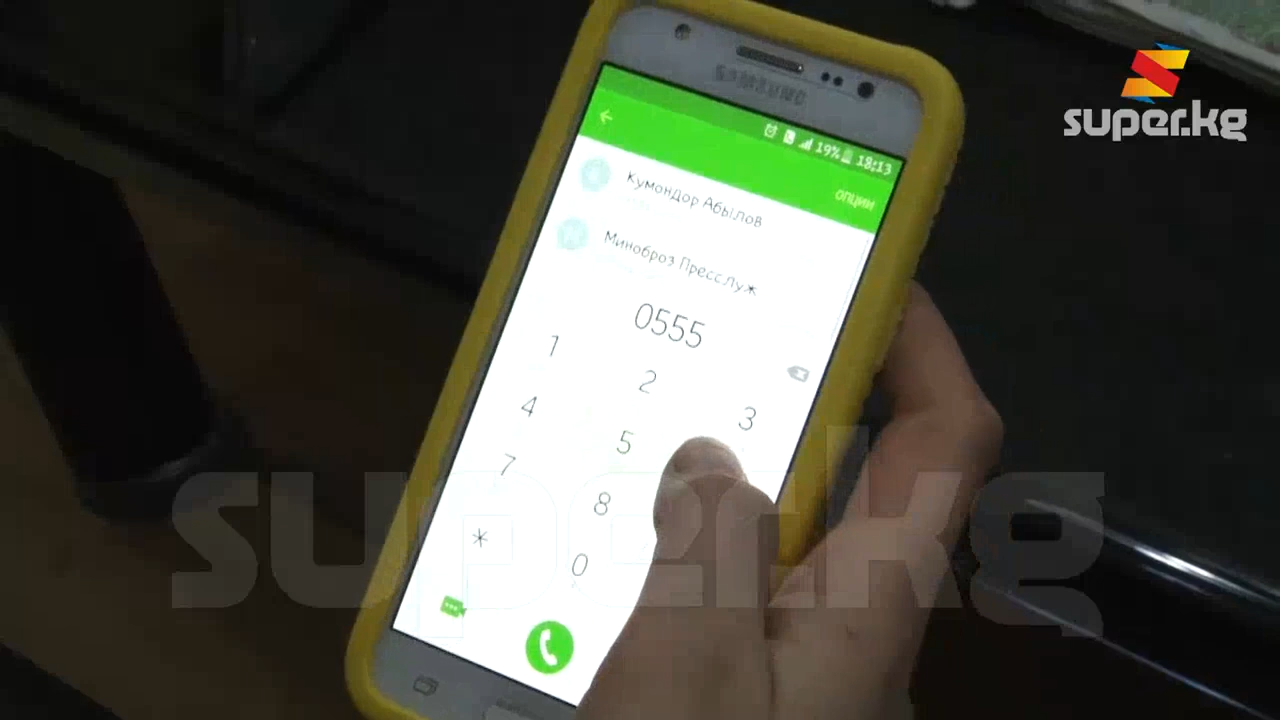 super.kg
SAMSUNG
19% 18:13
ОПЦИИ
Кумондор Абылов
Миноброз Пресслуж
0555
1 2 3
4 5
7 8
* 0
super.kg